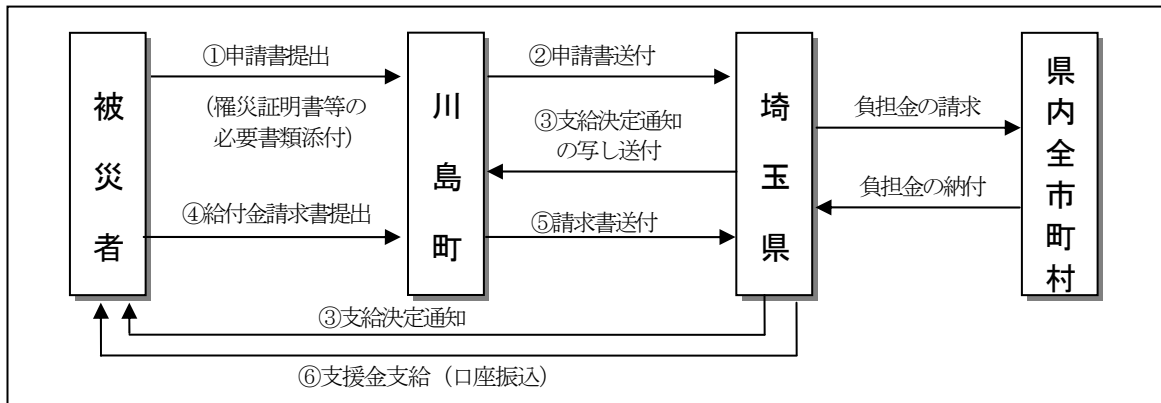 被災者
①申請書提出
（罹災証明書等の
必要書類添付）
④給付金請求書提出
川島町
②申請書送付
③支給決定通知
の写し送付
⑤請求書送付
埼玉県
負担金の請求
負担金の納付
県内全市町村
③支給決定通知
⑥支援金支給（口座振込）